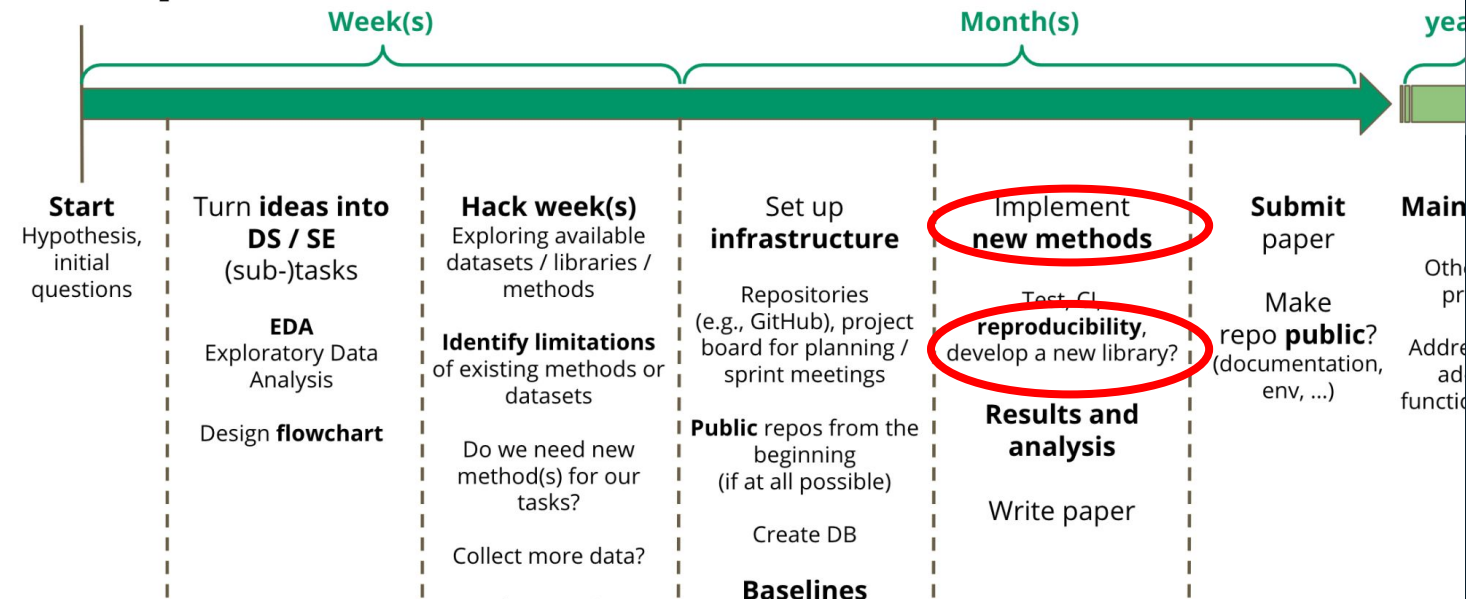 Week(s)
Month(s)
Start
Hypothesis,
initial
questions
Turn ideas into
DS / SE
(sub-)tasks
EDA
Exploratory Data
Analysis
Design flowchart
Hack week(s)
Exploring available
datasets / libraries /
methods
Identify limitations
of existing methods or
datasets
Do we need new
method(s) for our
tasks?
Collect more data?
Set up
infrastructure
Repositories
(e.g., GitHub), project
board for planning /
sprint meetings
Public repos from the
beginning
(if at all possible)
Create DB
Baselines
Implement
new methods
Test, CI,
reproducibility,
develop a new library?
Results and
analysis
Write paper
Submit
paper
Make
repo public?
(documentation,
env, ...)